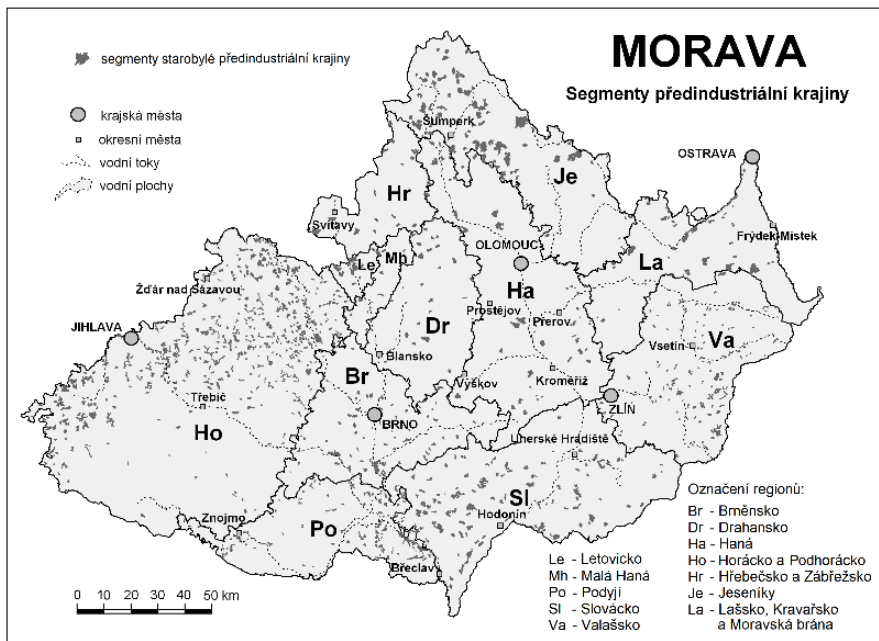 MORAVA
Segmenty předindustriální krajiny
segmenty starobylé předindustriální krajiny
krajská města
okresní města
vodní toky
vodní plochy
Šumperk
OSTRAVA
Je
Hr
Svitavy
Frýdek-Místek
OLOMOUC
La
Le
Mh
Žďár nad Sázavou
Ha
Prostějov
Přerov
JIHLAVA
Dr
Va
Vsetín
Blansko
Br
Vyškov
Kroměříž
Třebíč
ZLÍN
BRNO
Ho
Uherské Hradiště
Znojmo
Po
Sl
Hodonín
Břeclav
0 10 20 30 40 50 km
Označení regionů:
Br - Brněnsko
Dr - Drahansko
Ha - Haná
Ho - Horácko a Podhorácko
Hr - Hřebečsko a Zábřežsko
Je - Jeseníky
La - Lašsko, Kravařsko
a Moravská brána
Le - Letovicko
Mh - Malá Haná
Po - Podyjí
Sl - Slovácko
Va - Valašsko